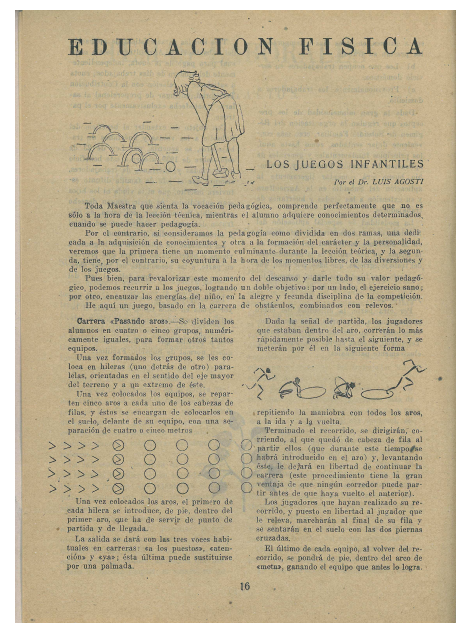 EDUCACION FISICA
LOS JUEGOS INFANTILES
Por el Dr. LUIS AGOSTI
Toda Maestra que sienta la vocación pedagógica, comprende perfectamente que no es
sólo a la hora de la lección técnica, mientras el alumno adquiere conocimientos determinados,
cuando se puede hacer pedagogía.
Por el contrario, si consideramos la pedagogía como dividida en dos ramas, una dedi-
cada a la adquisición de conocimientos y otra a la formación del carácter y la personalidad,
veremos que la primera tiene un momento culminante durante la lección teórica, y la segun-
da, tiene, por el contrario, su coyuntura a la hora de los momentos libres, de las diversiones y
de los juegos.
Pues bien, para revalorizar este momento del descanso y darle todo su valor pedagó-
gico, podemos recurrir a los juegos, logrando un doble objetivo: por un lado, el ejercicio sano;
por otro, encauzar las energías del niño, en la alegre y fecunda disciplina de la competición.
He aquí un juego, basado en la carrera de obstáculos, combinados con relevos.
Carrera «Pasando aros».—Se dividen los
alumnos en cuatro o cinco grupos, numéri-
camente iguales, para formar otros tantos
equipos.
Una vez formados los grupos, se les co-
loca en hileras (uno detrás de otro) para-
lelas, orientadas en el sentido del eje mayor
del terreno y a un extremo de éste.
Una vez colocados los equipos, se repar-
ten cinco aros a cada uno de los cabezas de
filas, y éstos se encargan de colocarlos en
el suelo, delante de su equipo, con una se-
paración de cuatro o cinco metros
Una vez colocados los aros, el primero de
cada hilera se introduce, de pie, dentro del
primer aro, que ha de servir de punto de
partida y de llegada.
La salida se dará con las tres voces habi-
tuales en carreras: «a los puestos», «aten-
ción» y «ya»; ésta última puede sustituirse
por una palmada.
Dada la señal de partida, los jugadores
que estaban dentro del aro, correrán lo más
rápidamente posible hasta el siguiente, y se
meterán por él en la siguiente forma
repitiendo la maniobra con todos los aros,
a la ida y a la vuelta.
Terminado el recorrido, se dirigirán, co-
rriendo, al que quedó de cabeza de fila al
partir ellos (que durante este tiempo se
habrá introducido en el aro) y, levantando
éste, le dejará en libertad de continuar la
carrera (este procedimiento tiene la gran
ventaja de que ningún corredor puede par-
tir antes de que haya vuelto el anterior).
Los jugadores que hayan realizado su re-
corrido, y puesto en libertad al jugador que
le releva, marcharán al final de su fila y
se sentarán en el suelo con las dos piernas
cruzadas.
El último de cada equipo, al volver del re-
corrido, se pondrá de pie, dentro del arco de
«meta», ganando el equipo que antes lo logra.
16